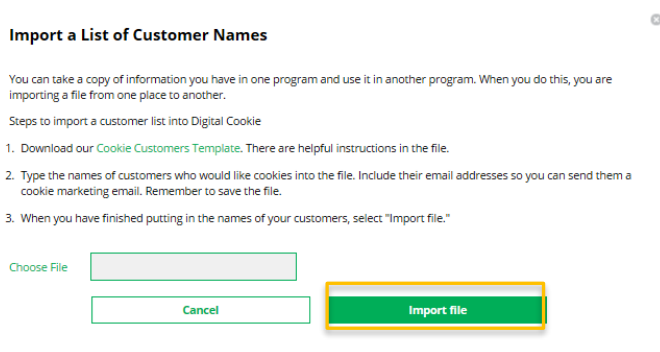 Import a List of Customer Names
You can take a copy of information you have in one program and use it in another program. When you do this, you are
importing a file from one place to another.
Steps to import a customer list into Digital Cookie
1. Download our Cookie Customers Template. There are helpful instructions in the file.
2. Type the names of customers who would like cookies into the file. Include their email addresses so you can send them a
cookie marketing email. Remember to save the file.
3. When you have finished putting in the names of your customers, select "Import file."
Choose File
Cancel Import file